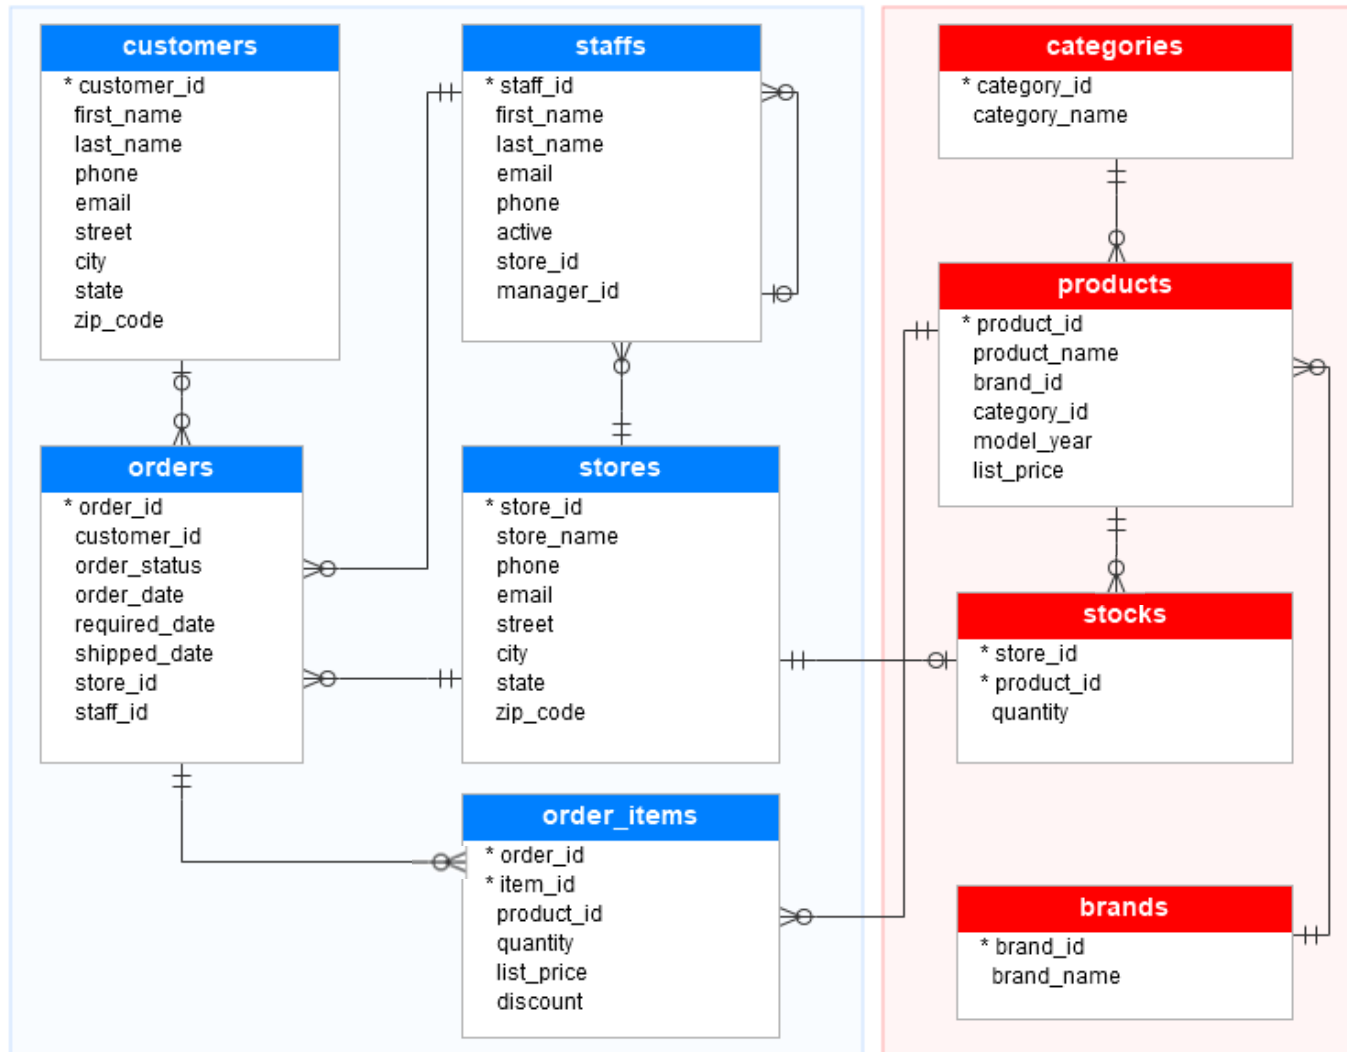 customers
* customer_id
first_name
last_name
phone
email
street
city
state
zip_code
staffs
* staff_id
first_name
last_name
email
phone
active
store_id
manager_id
categories
* category_id
category_name
products
* product_id
product_name
brand_id
category_id
model_year
list_price
orders
* order_id
customer_id
order_status
order_date
required_date
shipped_date
store_id
staff_id
stores
* store_id
store_name
phone
email
street
city
state
zip_code
stocks
* store_id
* product_id
quantity
order_items
* order_id
* item_id
product_id
quantity
list_price
discount
brands
* brand_id
brand_name